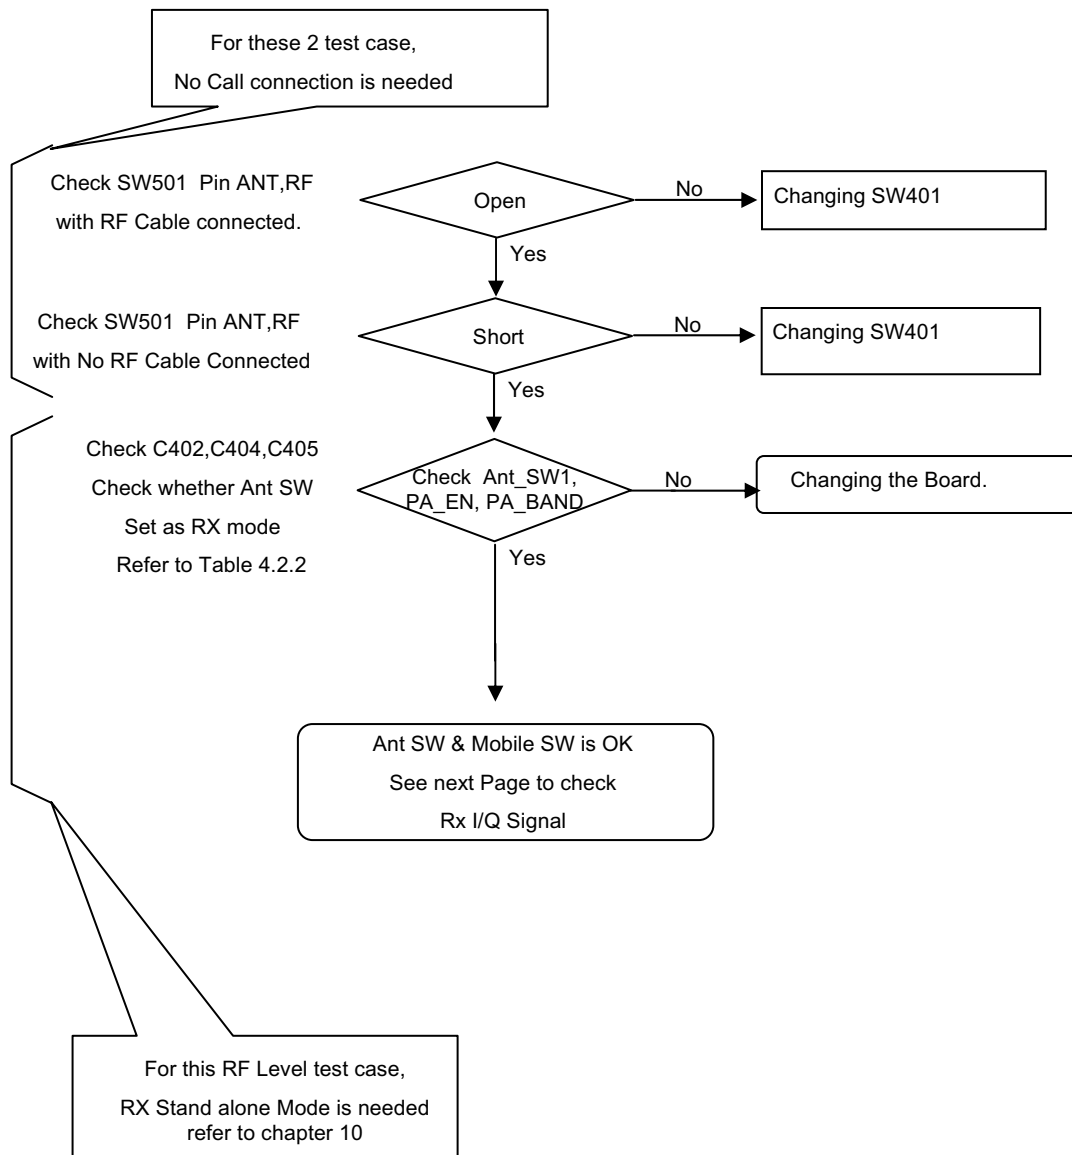 For these 2 test case,
No Call connection is needed
Check SW501 Pin ANT,RF
with RF Cable connected.
Open
No
Changing SW401
Yes
Check SW501 Pin ANT,RF
with No RF Cable Connected
Short
No
Changing SW401
Yes
Check C402,C404,C405
Check whether Ant SW
Set as RX mode
Refer to Table 4.2.2
Check Ant_SW1,
PA_EN, PA_BAND
No
Changing the Board.
Yes
Ant SW & Mobile SW is OK
See next Page to check
Rx I/Q Signal
For this RF Level test case,
RX Stand alone Mode is needed
refer to chapter 10